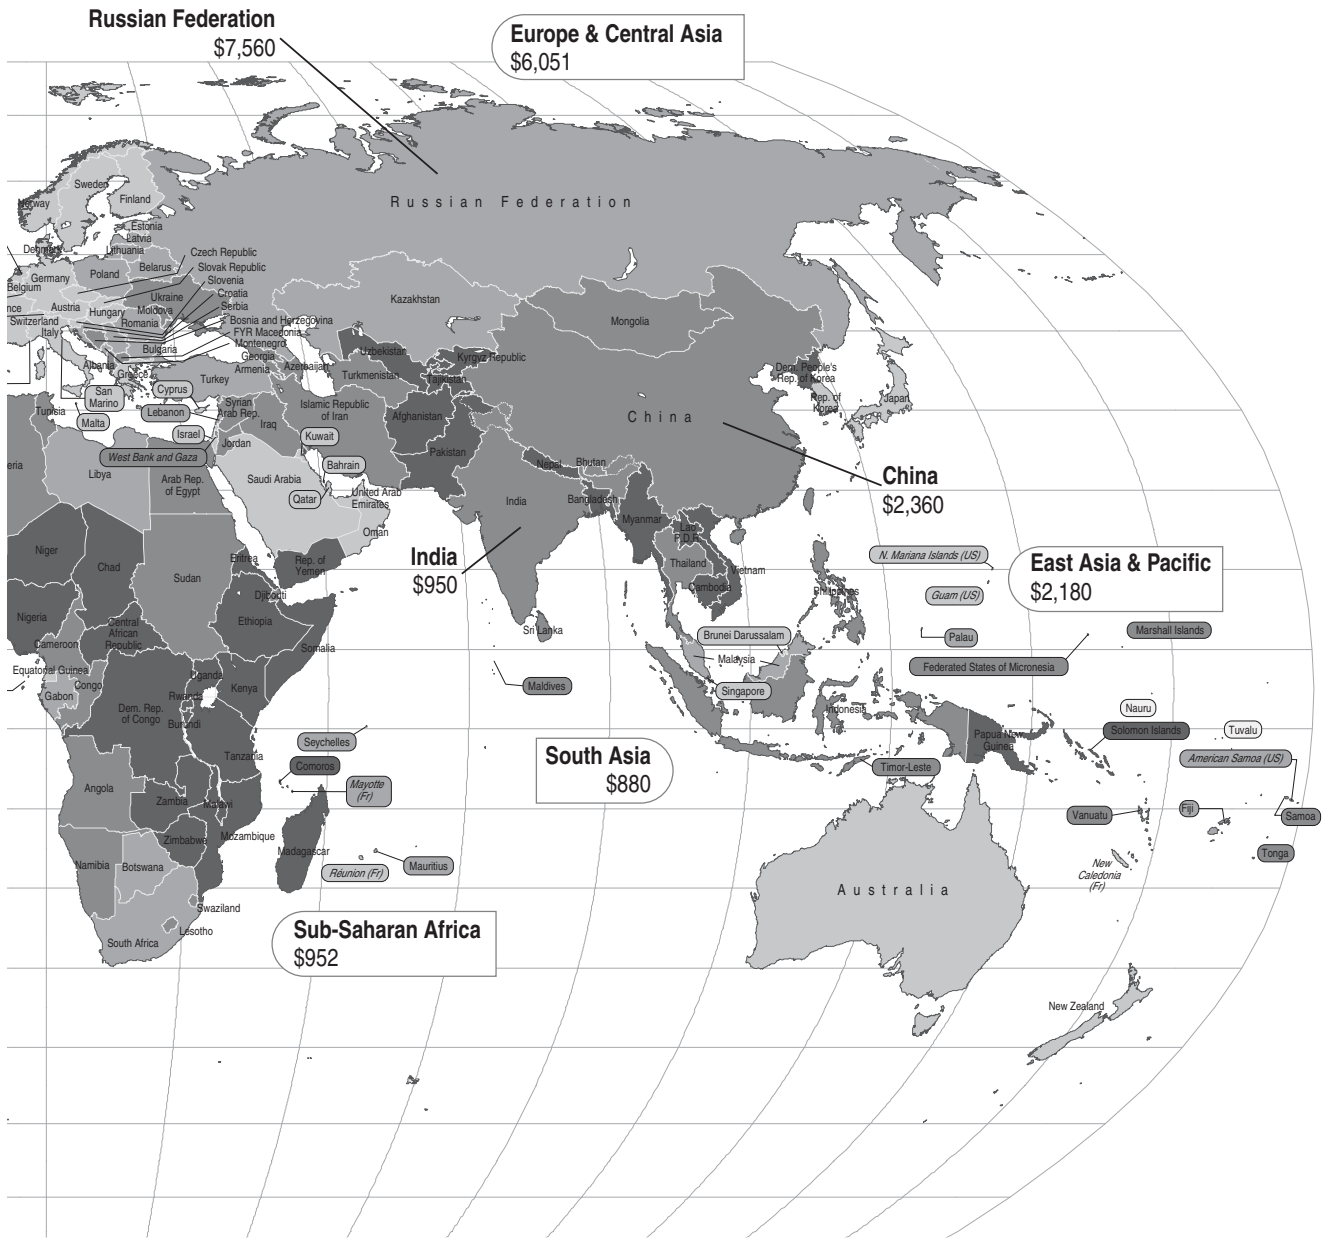 Russian Federation
$7,560
Europe & Central Asia
$6,051
Russian Federation
Sweden
Norway
Finland
Estonia
Latvia
Lithuania
Denmark
Czech Republic
Slovak Republic
Slovenia
Croatia
Serbia
Bosnia and Herzegovina
FYR Macedonia
Montenegro
Georgia
Armenia
Azerbaijan
Germany
Poland
Belarus
Belgium
Ukraine
Austria
Hungary
Moldova
nce
Switzerland
Romania
Italy
Bulgaria
Albania
Greece
Turkey
Kazakhstan
Mongolia
Uzbekistan
Kyrgyz Republic
Turkmenistan
Tajikistan
Dem. People's
Rep. of Korea
Rep. of
Korea
Japan
San
Marino
Cyprus
Tunisia
Malta
Lebanon
Syrian
Arab Rep.
Islamic Republic
of Iran
Afghanistan
China
Israel
Iraq
Kuwait
Jordan
West Bank and Gaza
Pakistan
eria
Libya
Arab Rep.
of Egypt
Saudi Arabia
Bahrain
Qatar
United Arab
Emirates
Oman
Nepal
Bhutan
India
Bangladesh
Myanmar
Lao
P.D.R.
China
$2,360
India
$950
Niger
Chad
Sudan
Eritrea
Rep. of
Yemen
Djibouti
Thailand
Vietnam
Cambodia
Philippines
N. Mariana Islands (US)
Guam (US)
East Asia & Pacific
$2,180
Nigeria
Central
African
Republic
Ethiopia
Somalia
Sri Lanka
Brunei Darussalam
Palau
Marshall Islands
Cameroon
Equatorial Guinea
Congo
Gabon
Uganda
Kenya
Rwanda
Malaysia
Federated States of Micronesia
Maldives
Singapore
Dem. Rep.
of Congo
Burundi
Indonesia
Nauru
Solomon Islands
Tuvalu
Papua New
Guinea
Tanzania
Seychelles
South Asia
$880
American Samoa (US)
Comoros
Timor-Leste
Angola
Mayotte
(Fr)
Zambia
Malawi
Vanuatu
Fiji
Samoa
Zimbabwe
Mozambique
Madagascar
Tonga
Namibia
Botswana
Réunion (Fr)
Mauritius
New
Caledonia
(Fr)
Australia
Swaziland
Lesotho
South Africa
Sub-Saharan Africa
$952
New Zealand